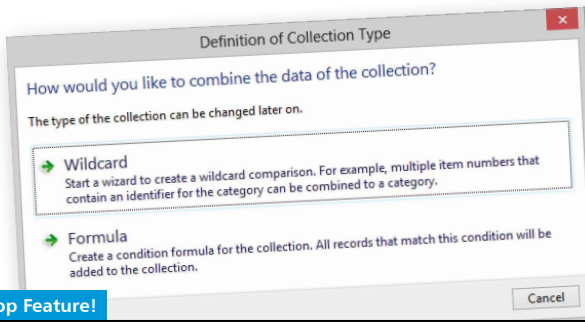 Definition of Collection Type
How would you like to combine the data of the collection?
The type of the collection can be changed later on.
Wildcard
Start a wizard to create a wildcard comparison. For example, multiple item numbers that
contain an identifier for the category can be combined to a category.
Formula
Create a condition formula for the collection. All records that match this condition will be
added to the collection.
Cancel
Feature!